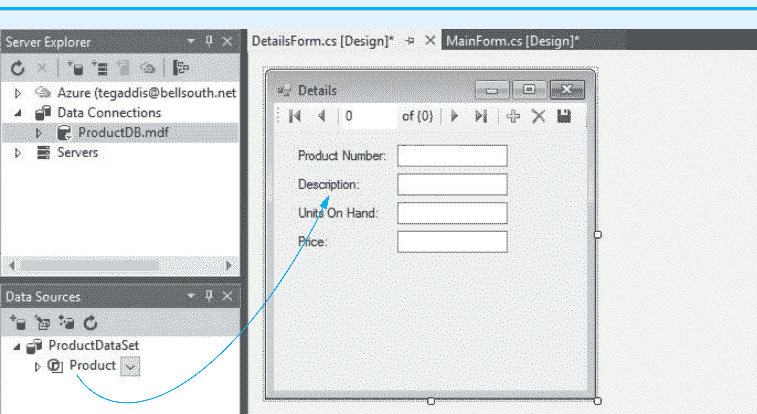 Server Explorer
Azure (tegaddis@bellsouth.net
Data Connections
ProductDB.mdf
Servers
Data Sources
ProductDataSet
Product
DetailsForm.cs [Design]*
MainForm.cs [Design]*
Details
0 of {0}
Product Number:
Description:
Units On Hand:
Price: